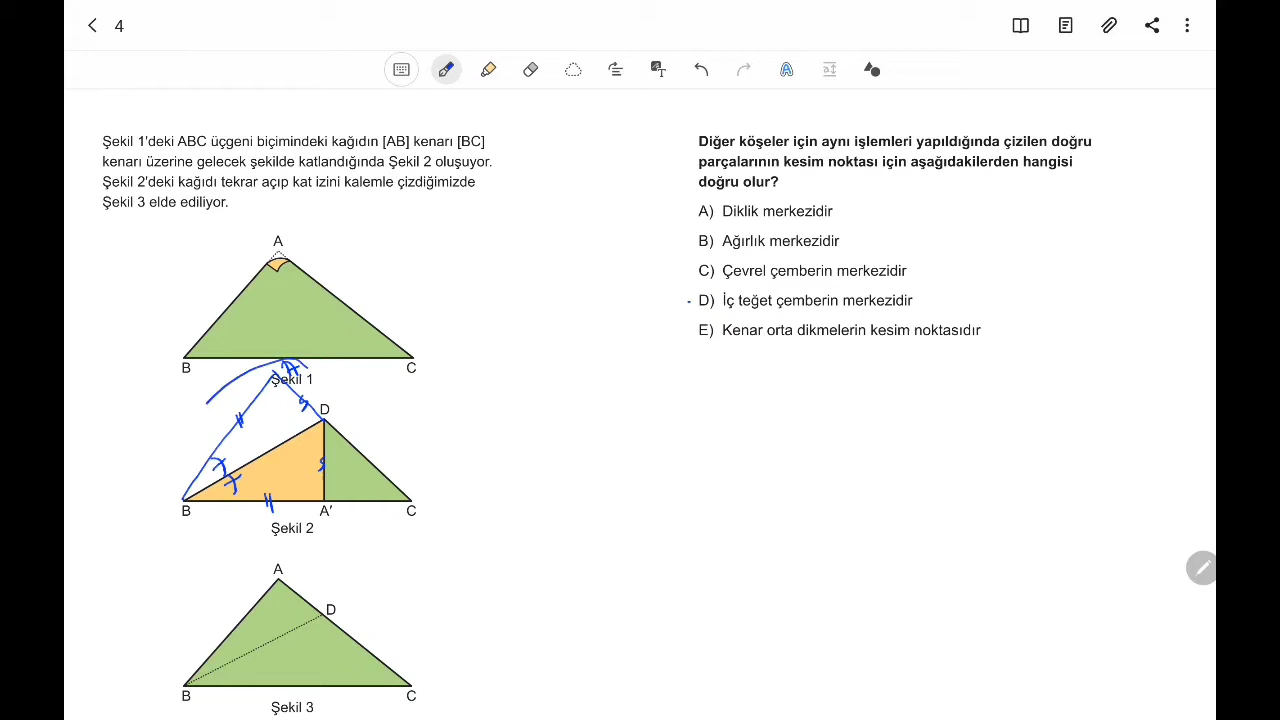 4
Şekil 1'deki ABC üçgeni biçimindeki kağıdın [AB] kenarı [BC]
kenarı üzerine gelecek şekilde katlandığında Şekil 2 oluşuyor.
Şekil 2'deki kağıdı tekrar açıp kat izini kalemle çizdiğimizde
Şekil 3 elde ediliyor.
A
B
C
Şekil 1
D
B
A'
C
Şekil 2
A
D
B
C
Şekil 3
Diğer köşeler için aynı işlemleri yapıldığında çizilen doğru
parçalarının kesim noktası için aşağıdakilerden hangisi
doğru olur?
A) Diklik merkezidir
B) Ağırlık merkezidir
C) Çevrel çemberin merkezidir
D) İç teğet çemberin merkezidir
E) Kenar orta dikmelerin kesim noktasıdır